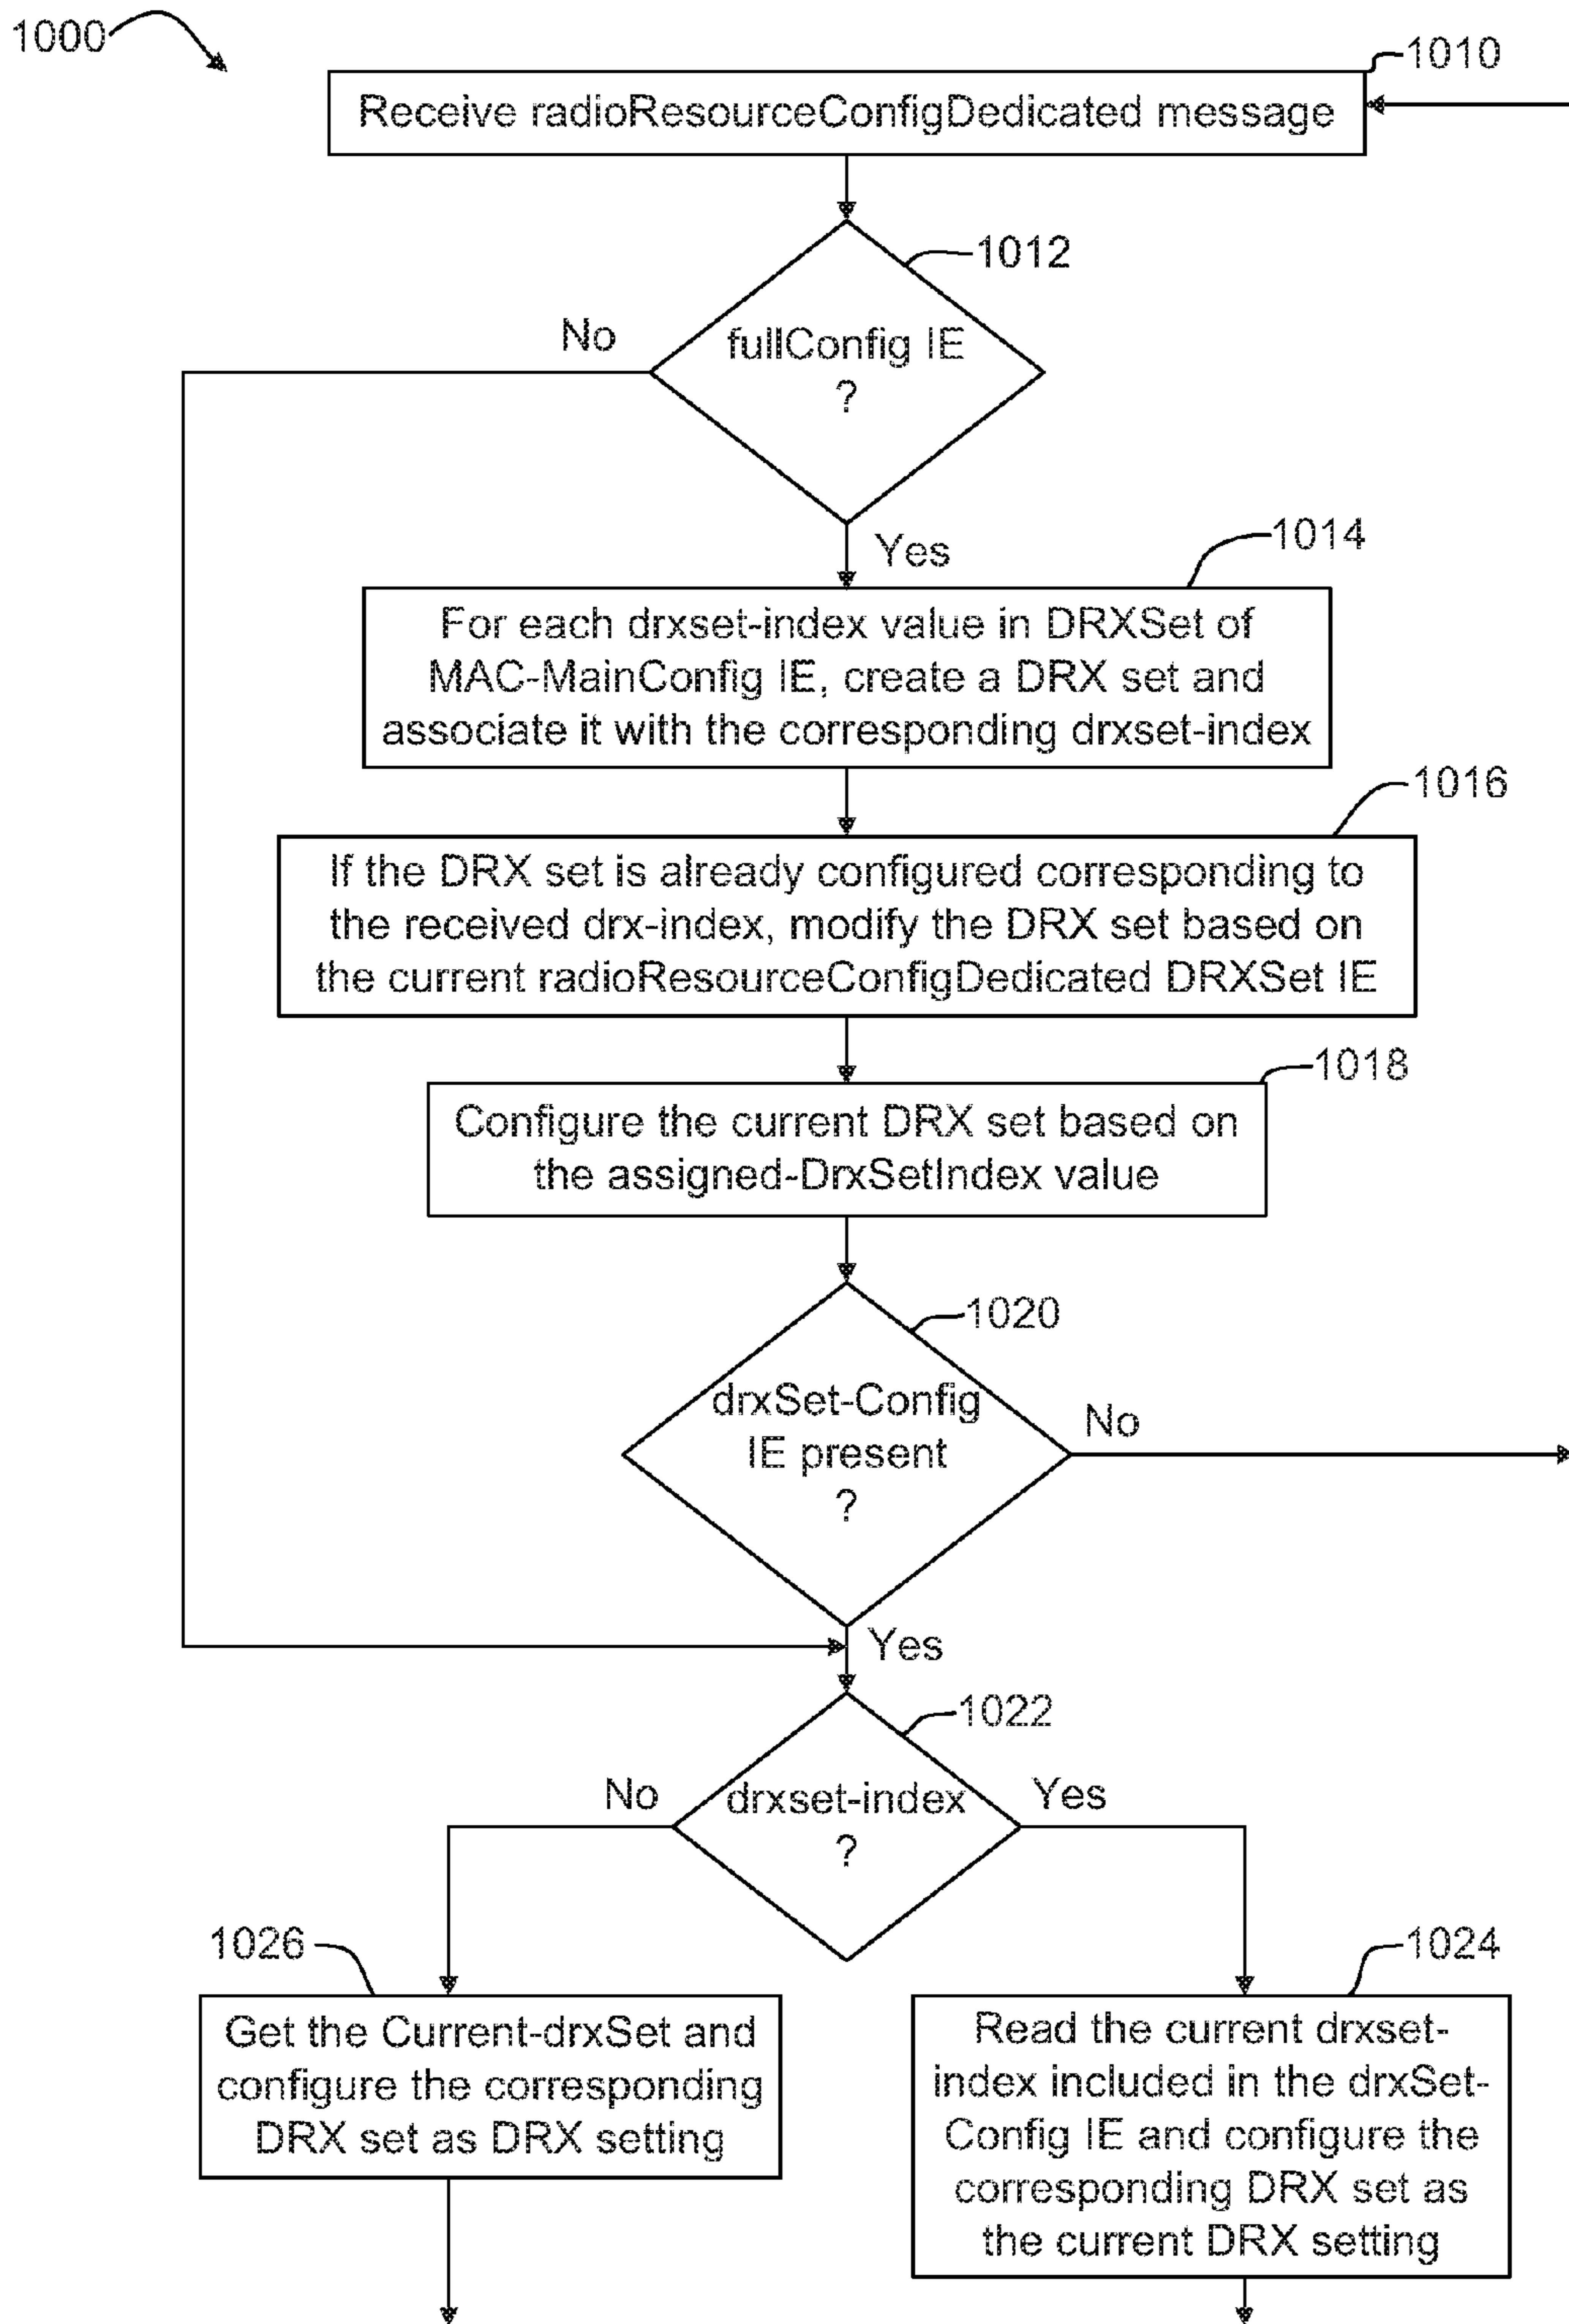 1000
1010
Receive radioResourceConfigDedicated message
1012
No
fullConfig IE
?
Yes
1014
For each drxset-index value in DRXSet of
MAC-MainConfig IE, create a DRX set and
associate it with the corresponding drxset-index
1016
If the DRX set is already configured corresponding to
the received drx-index, modify the DRX set based on
the current radioResourceConfigDedicated DRXSet IE
1018
Configure the current DRX set based on
the assigned-DrxSetIndex value
1020
drxSet-Config
IE present
?
No
Yes
1022
No
drxset-index
?
Yes
1026
Get the Current-drxSet and
configure the corresponding
DRX set as DRX setting
1024
Read the current drxset-
index included in the drxSet-
Config IE and configure the
corresponding DRX set as
the current DRX setting